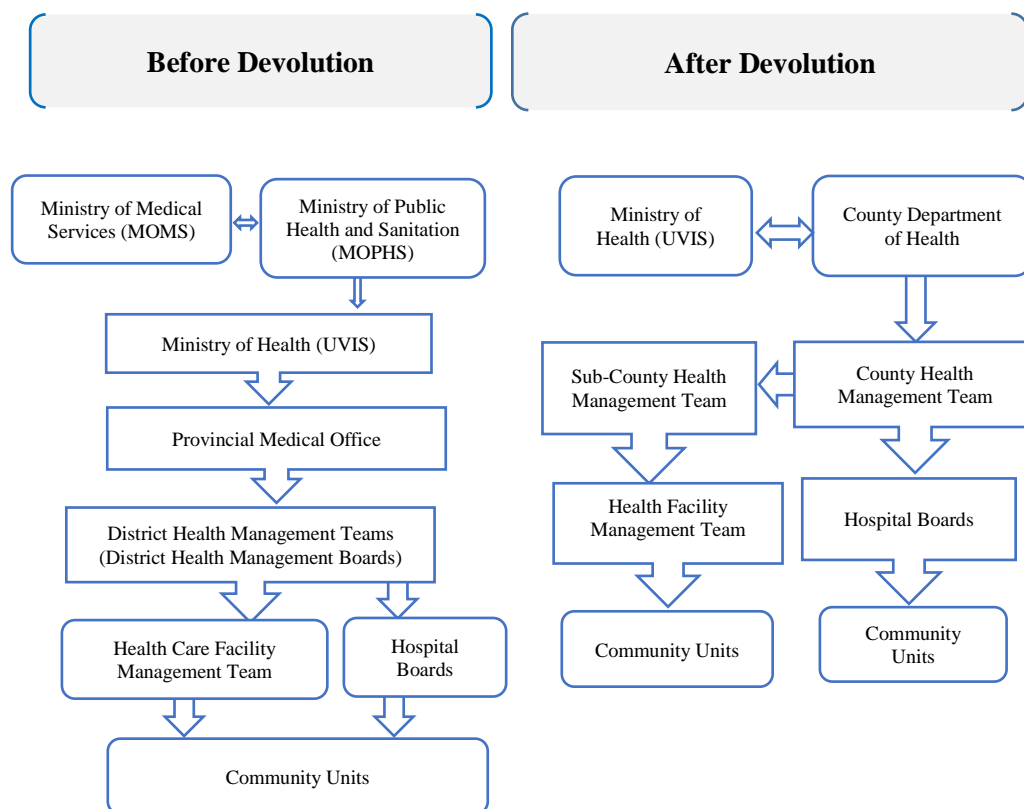 Before Devolution
After Devolution
Ministry of Medical
Services (MOMS)
Ministry of Public
Health and Sanitation
(MOPHS)
Ministry of Health (UVIS)
Provincial Medical Office
District Health Management Teams
(District Health Management Boards)
Health Care Facility
Management Team
Hospital
Boards
Community Units
Ministry of
Health (UVIS)
County Department
of Health
Sub-County Health
Management Team
County Health
Management Team
Health Facility
Management Team
Hospital Boards
Community Units
Community
Units